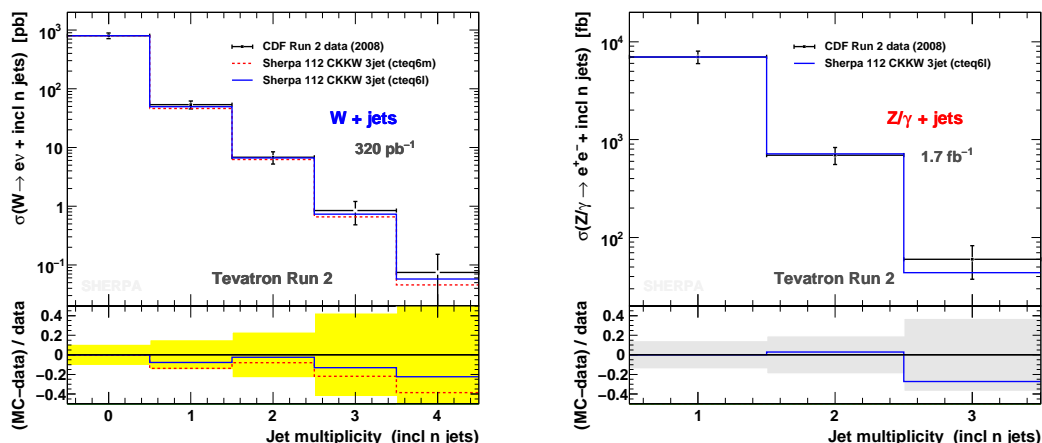 σ(W → eν + incl n jets) [pb]
10³
10²
10
1
10⁻¹
CDF Run 2 data (2008)
Sherpa 112 CKKW 3jet (cteq6m)
Sherpa 112 CKKW 3jet (cteq6l)
W + jets
320 pb⁻¹
SHERPA
Tevatron Run 2
(MC−data) / data
0.4
0.2
0
−0.2
−0.4
0 1 2 3 4
Jet multiplicity (incl n jets)
σ(Z/γ → e⁺e⁻ + incl n jets) [fb]
10⁴
10³
10²
CDF Run 2 data (2008)
Sherpa 112 CKKW 3jet (cteq6l)
Z/γ + jets
1.7 fb⁻¹
SHERPA
Tevatron Run 2
(MC−data) / data
0.4
0.2
0
−0.2
−0.4
1 2 3
Jet multiplicity (incl n jets)